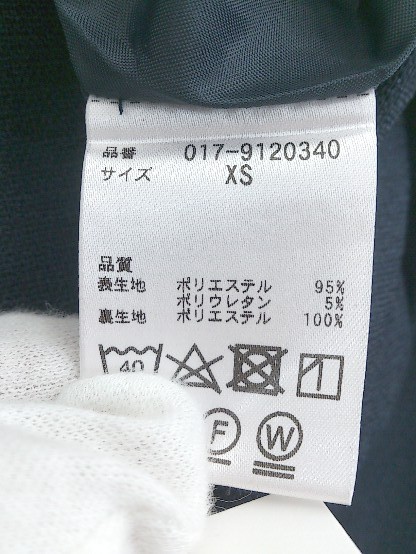 品番 017-9120340
サイズ XS
品質
表生地 ポリエステル 95%
ポリウレタン 5%
裏生地 ポリエステル 100%
40
F W